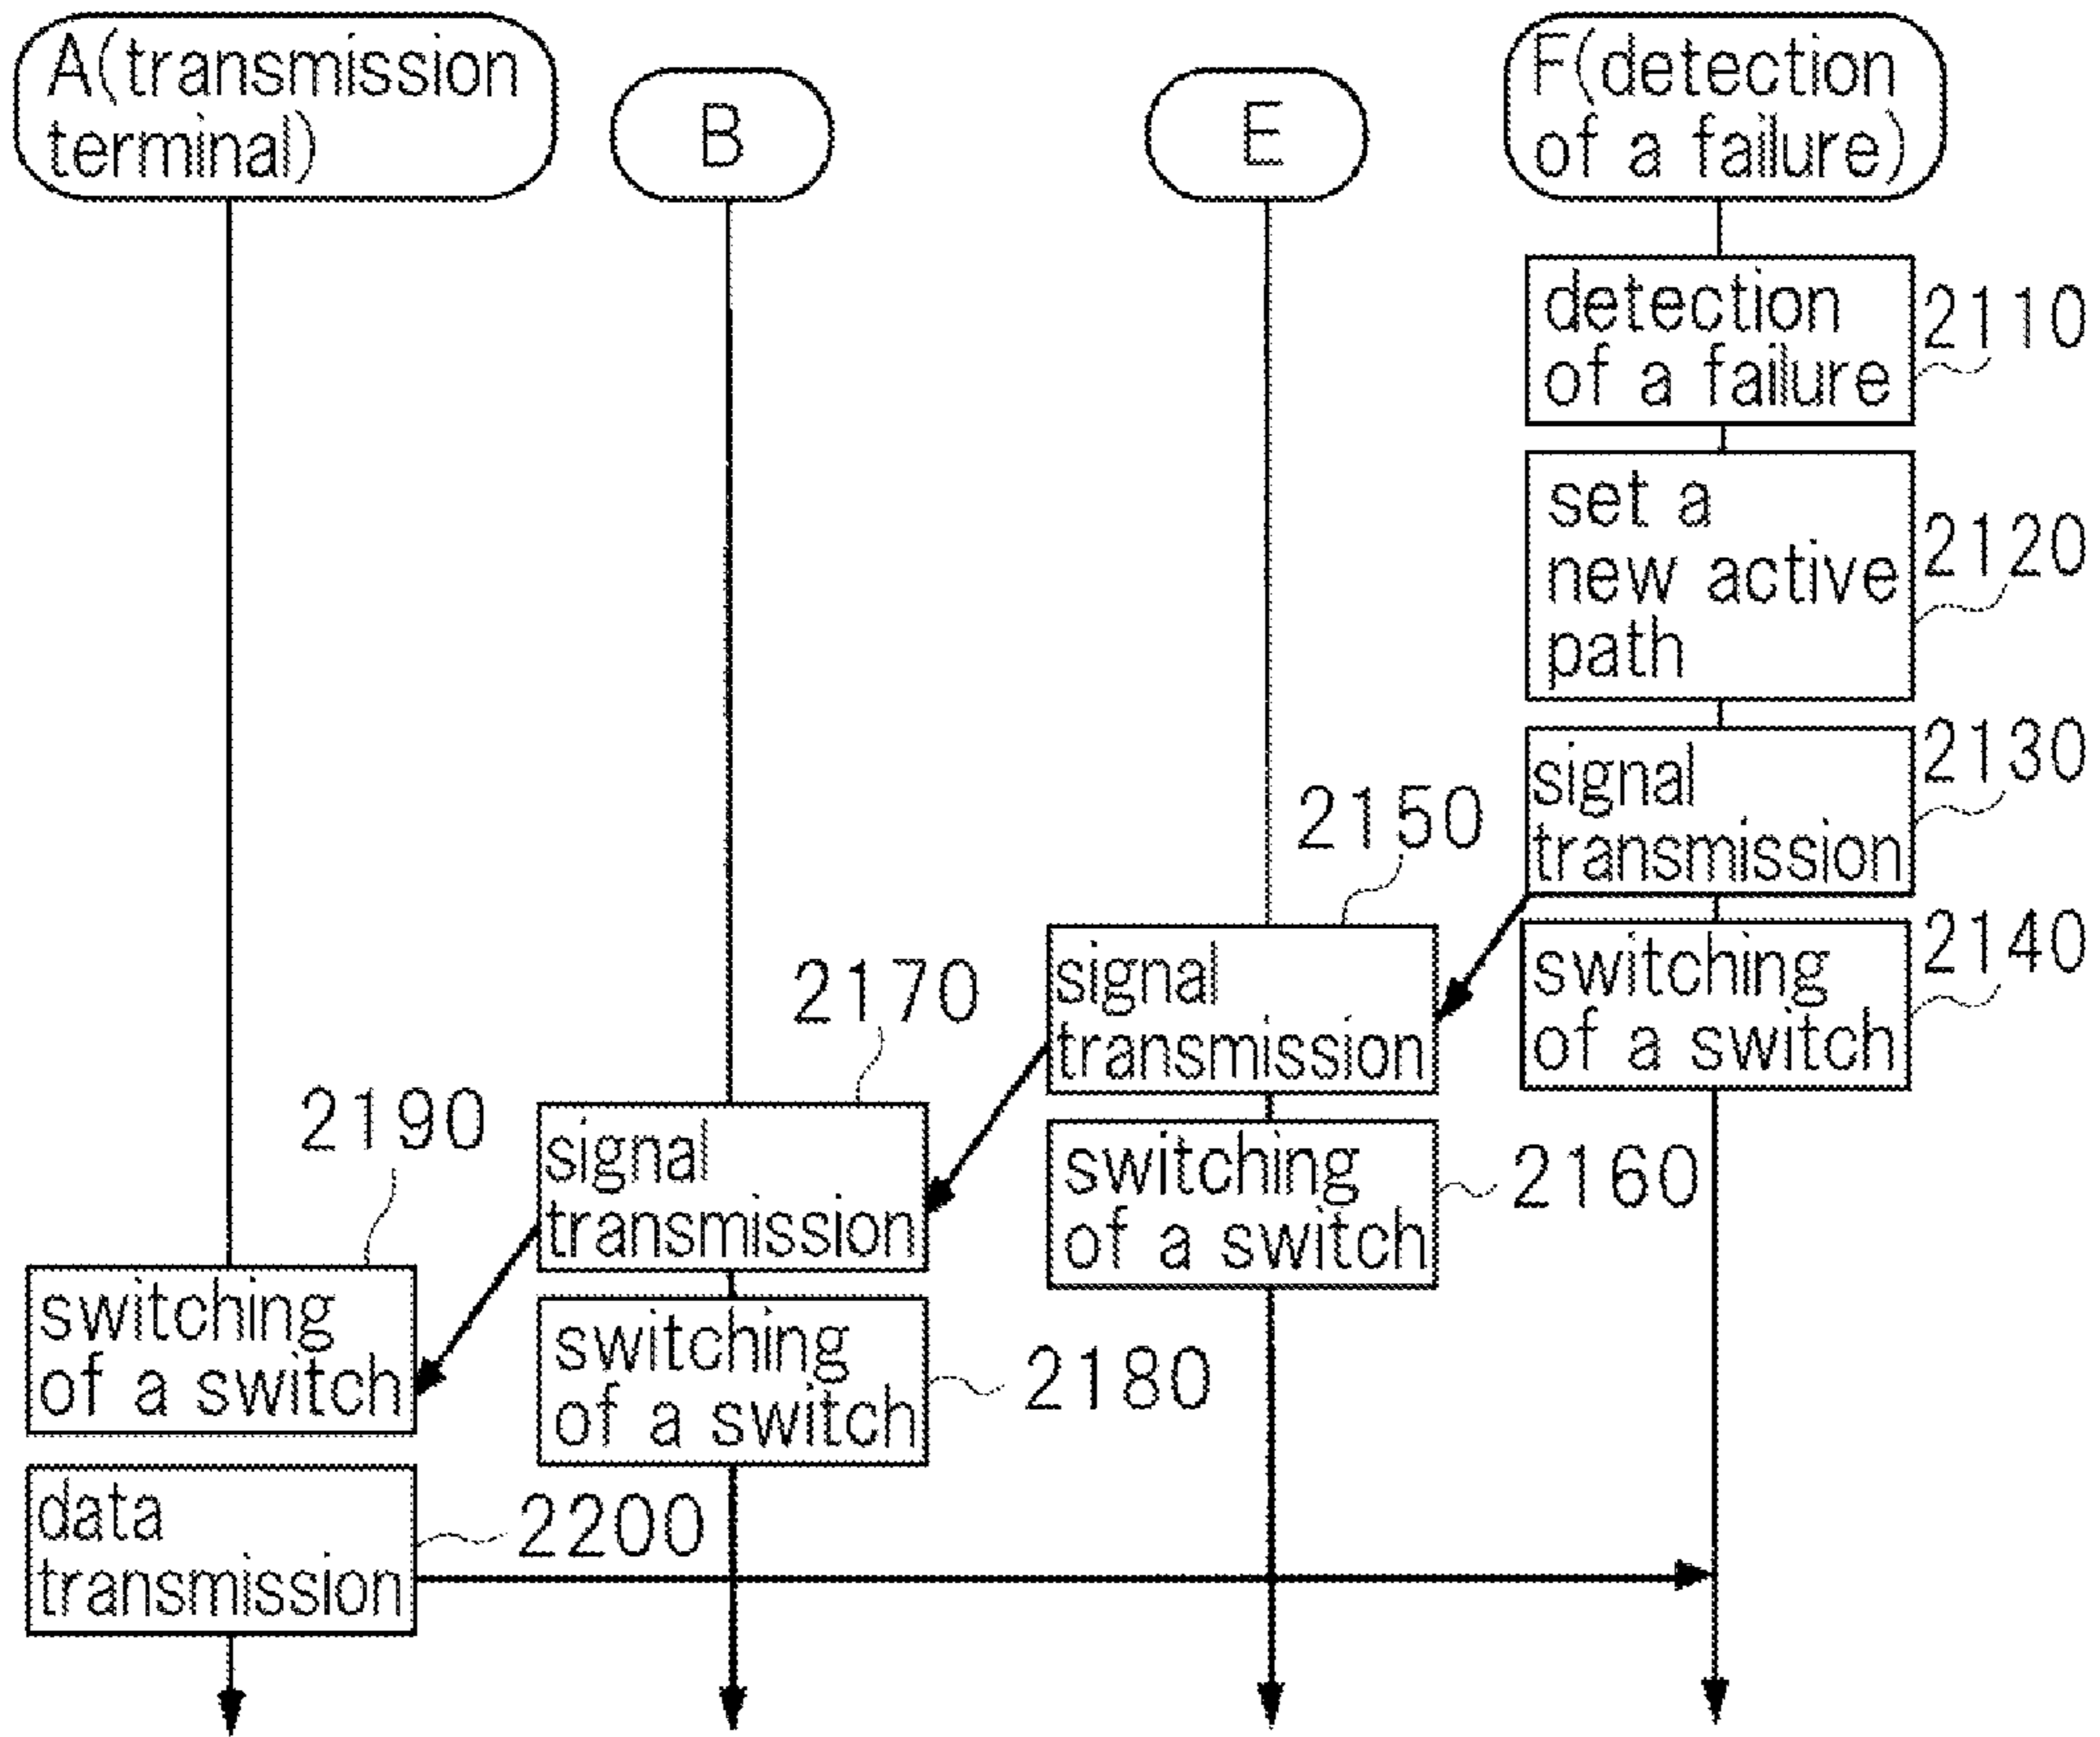 A(transmission
terminal)
B
E
F(detection
of a failure)
detection
of a failure
2110
set a
new active
path
2120
signal
transmission
2130
switching
of a switch
2140
2150
signal
transmission
switching
of a switch
2160
2170
signal
transmission
switching
of a switch
2180
2190
switching
of a switch
data
transmission
2200